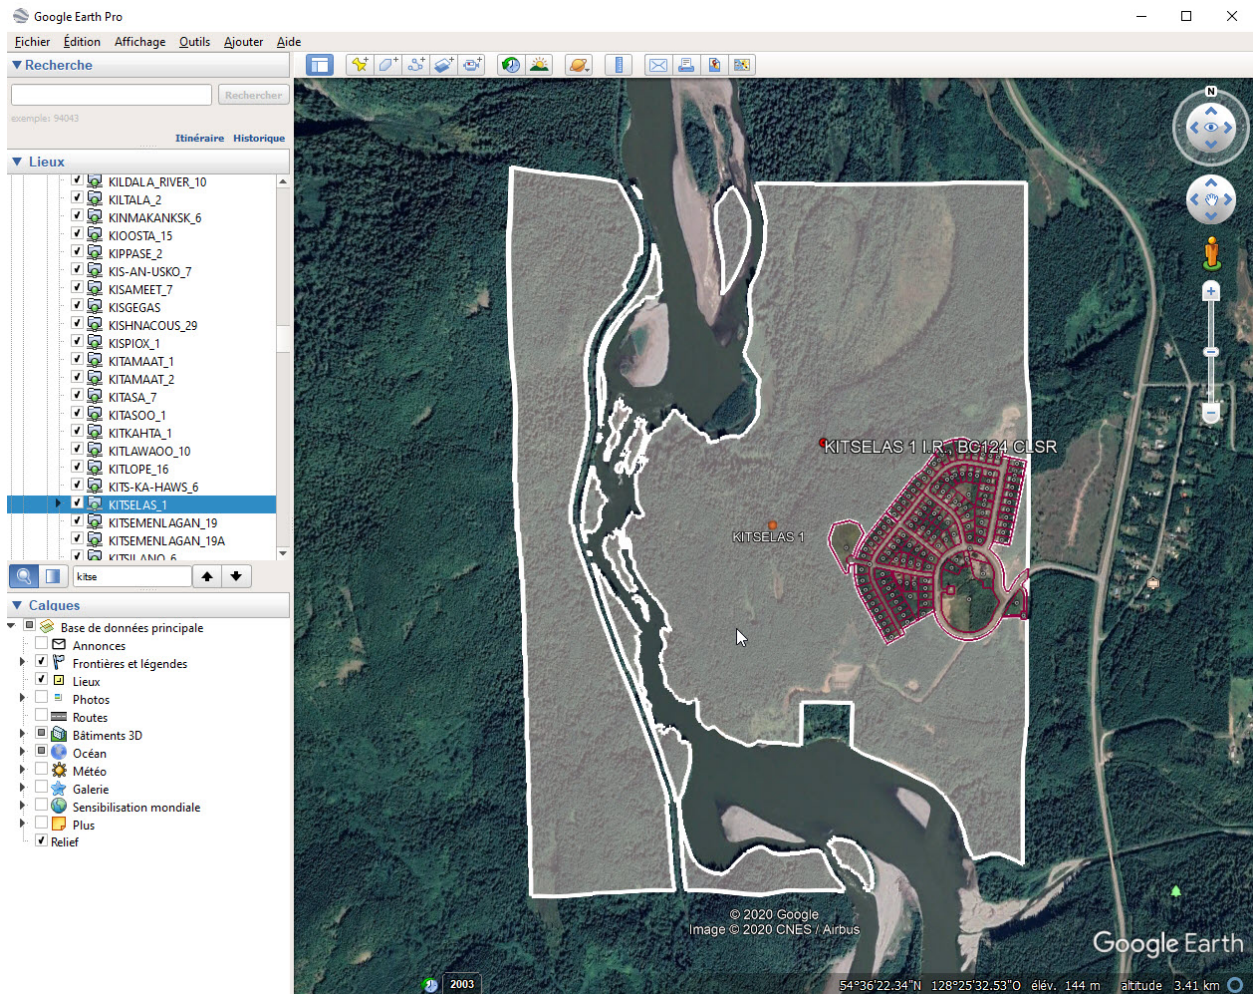 Google Earth Pro
Fichier Édition Affichage Outils Ajouter Aide
Recherche
Rechercher
exemple: 94043
Itinéraire Historique
Lieux
KILDALA_RIVER_10
KILTALA_2
KINMAKANKSK_6
KIOOSTA_15
KIPPASE_2
KIS-AN-USKO_7
KISAMEET_7
KISGEGAS
KISHNACOUS_29
KISPIOX_1
KITAMAAT_1
KITAMAAT_2
KITASA_7
KITASOO_1
KITKAHTA_1
KITLAWAOO_10
KITLOPE_16
KITS-KA-HAWS_6
KITSELAS_1
KITSEMENLAGAN_19
KITSEMENLAGAN_19A
KITSILANO_6
kitse
Calques
Base de données principale
Annonces
Frontières et légendes
Lieux
Photos
Routes
Bâtiments 3D
Océan
Météo
Galerie
Sensibilisation mondiale
Plus
Relief
N
KITSELAS 1 I.R., BC124 CLSR
KITSELAS 1
© 2020 Google
Image © 2020 CNES / Airbus
Google Earth
2003
54°36'22.34"N 128°25'32.53"O élév. 144 m altitude 3.41 km